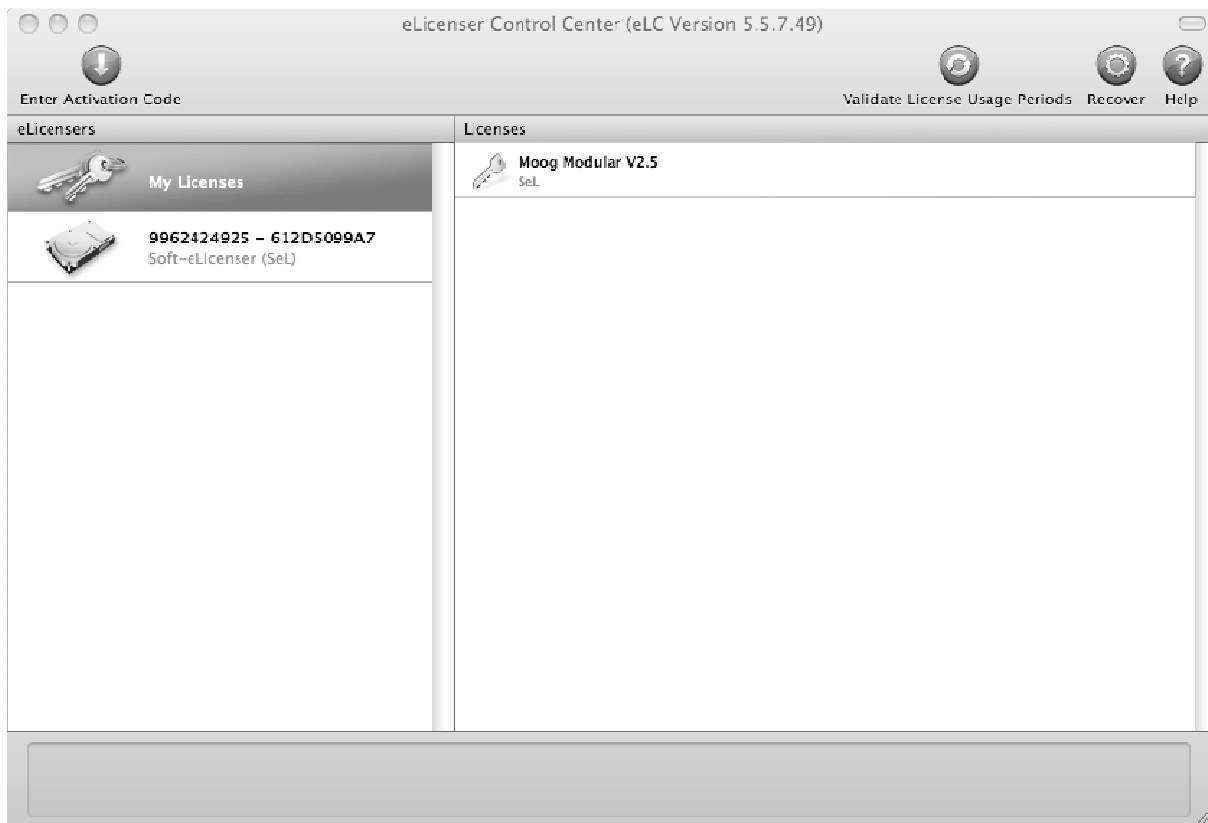 eLicenser Control Center (eLC Version 5.5.7.49)
Enter Activation Code
Validate License Usage Periods
Recover
Help
eLicensers
Licenses
My Licenses
9962424925 – 612D5099A7
Soft-eLicenser (SeL)
Moog Modular V2.5
SeL